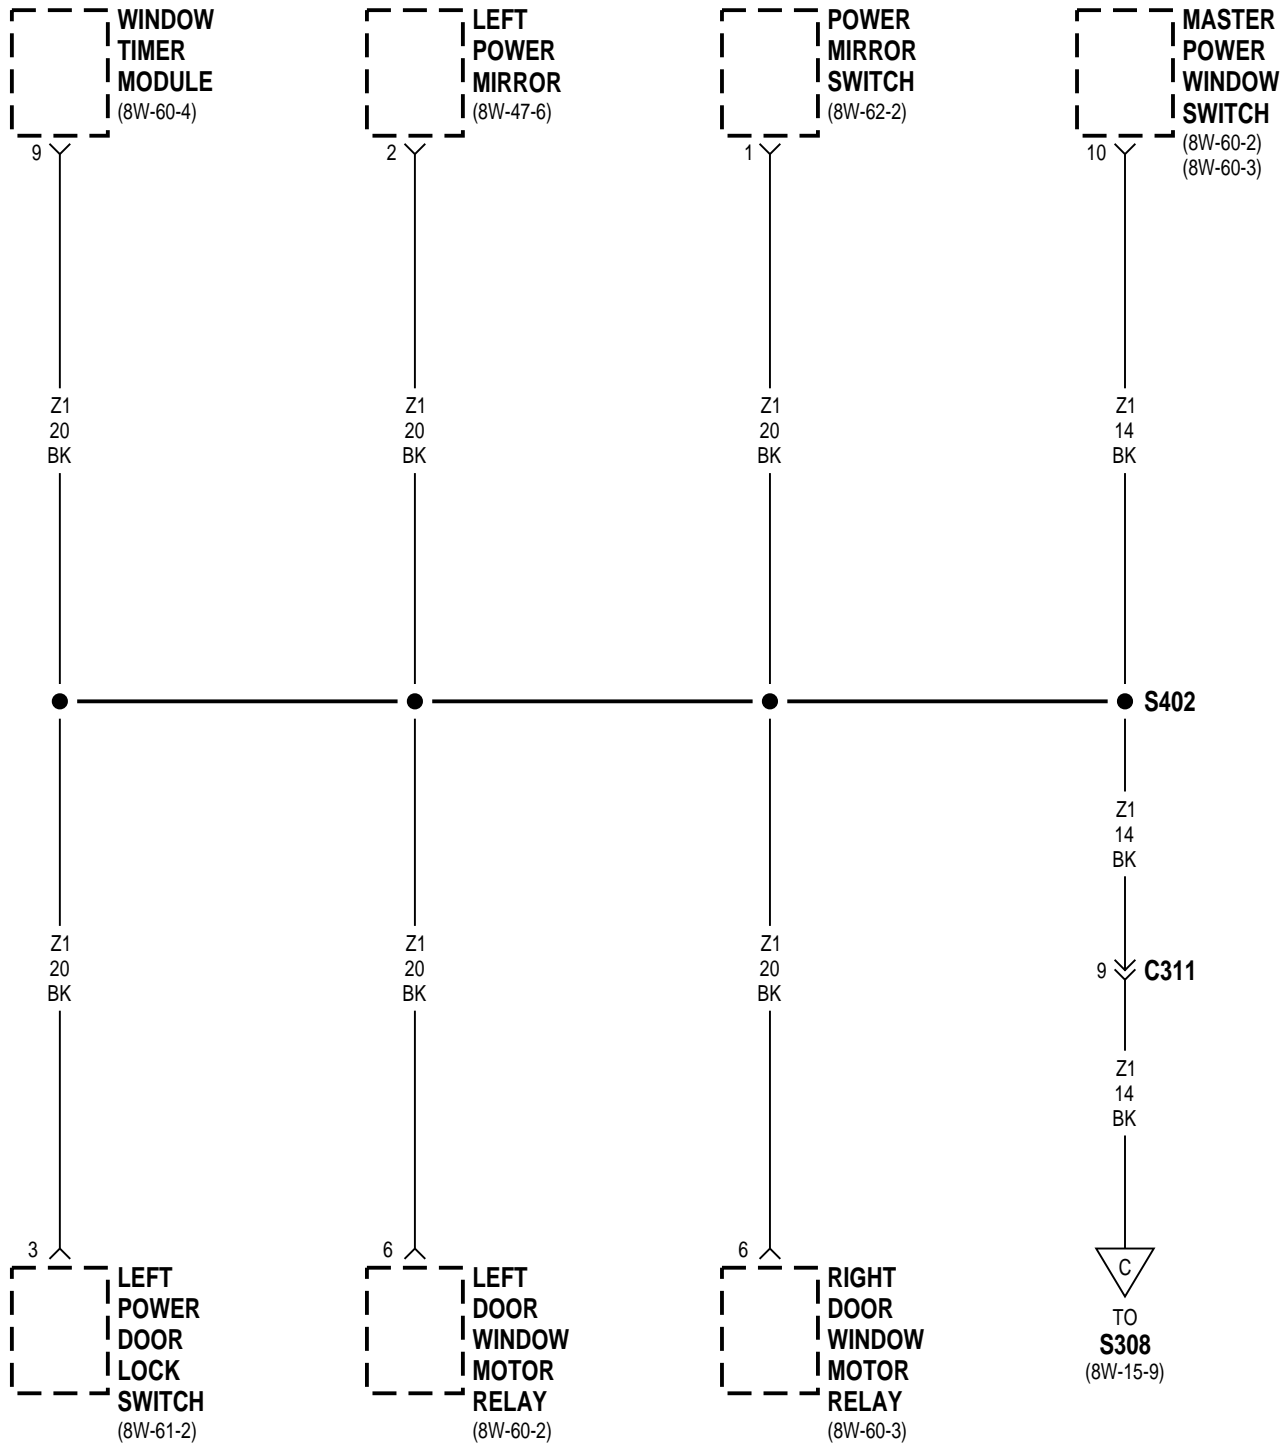 WINDOW
TIMER
MODULE
(8W-60-4)
9
LEFT
POWER
MIRROR
(8W-47-6)
2
POWER
MIRROR
SWITCH
(8W-62-2)
1
MASTER
POWER
WINDOW
SWITCH
(8W-60-2)
(8W-60-3)
10
Z1
20
BK
Z1
20
BK
Z1
20
BK
Z1
14
BK
S402
Z1
14
BK
Z1
20
BK
Z1
20
BK
Z1
20
BK
9
C311
Z1
14
BK
3
LEFT
POWER
DOOR
LOCK
SWITCH
(8W-61-2)
6
LEFT
DOOR
WINDOW
MOTOR
RELAY
(8W-60-2)
6
RIGHT
DOOR
WINDOW
MOTOR
RELAY
(8W-60-3)
C
TO
S308
(8W-15-9)